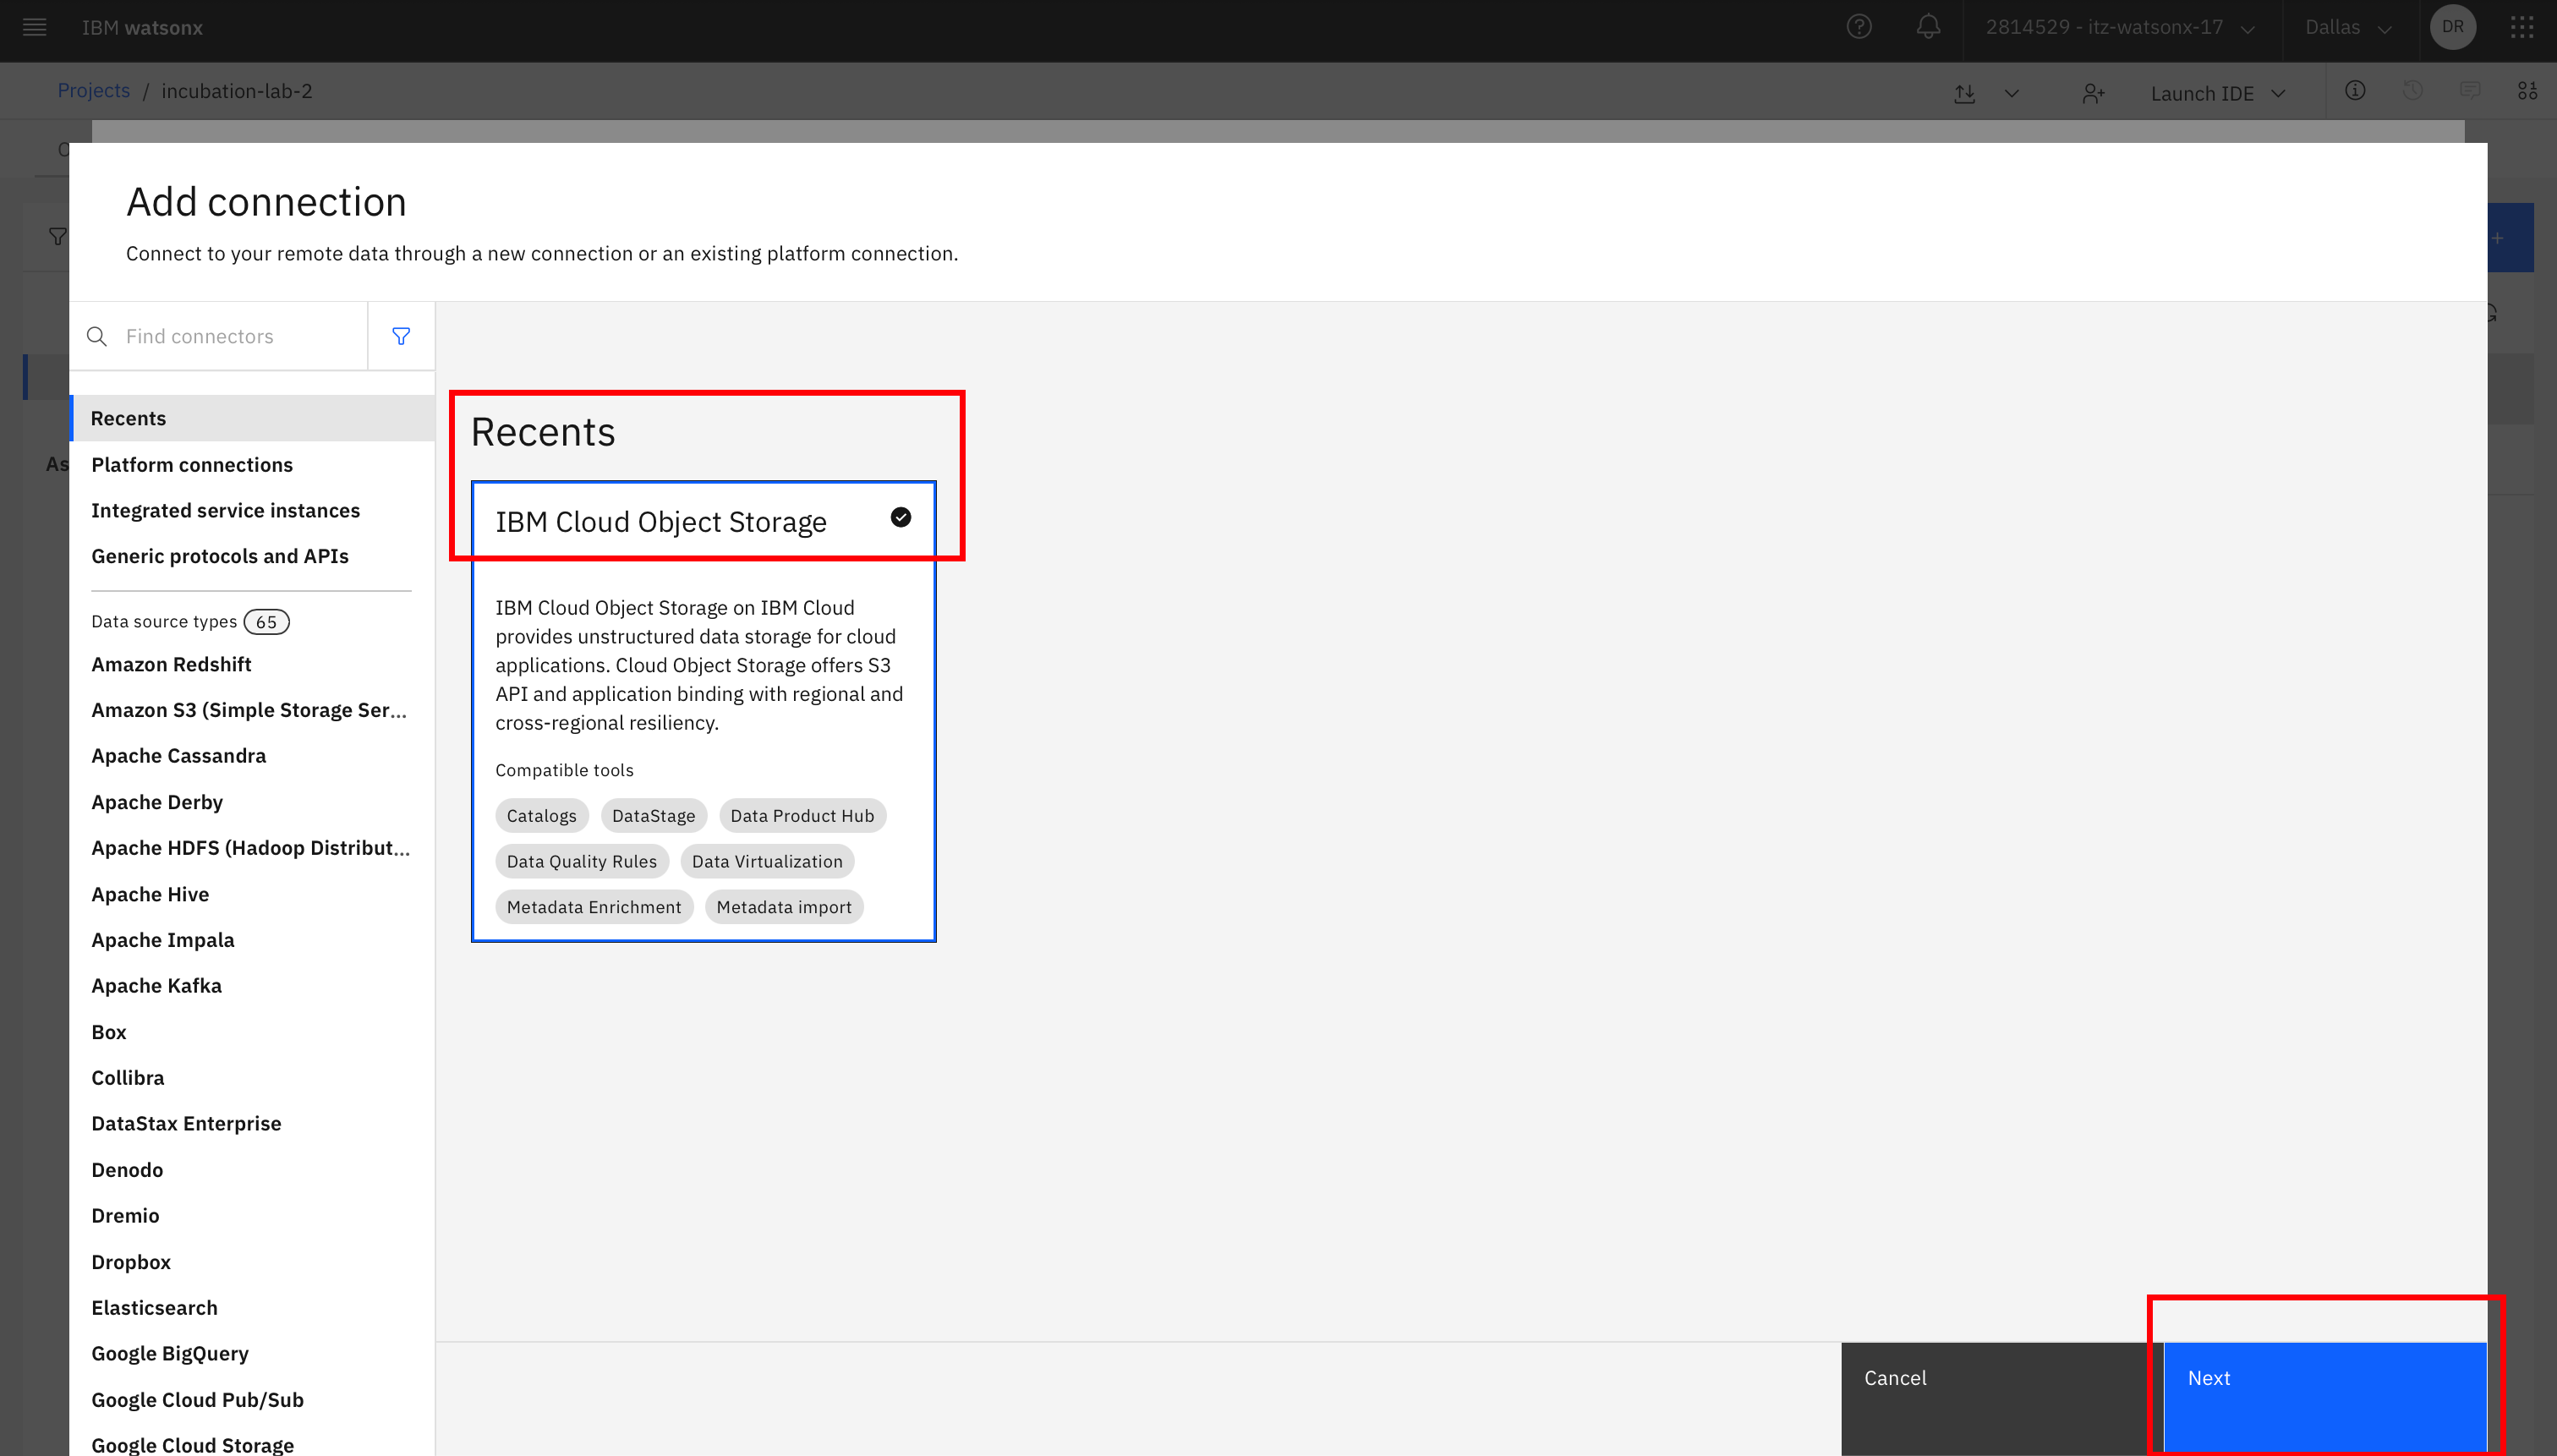 IBM watsonx
2814529 - itz-watsonx-17
Dallas
DR
Projects / incubation-lab-2
Launch IDE
Add connection
Connect to your remote data through a new connection or an existing platform connection.
Find connectors
Recents
Platform connections
Integrated service instances
Generic protocols and APIs
Data source types 65
Amazon Redshift
Amazon S3 (Simple Storage Ser...
Apache Cassandra
Apache Derby
Apache HDFS (Hadoop Distribut...
Apache Hive
Apache Impala
Apache Kafka
Box
Collibra
DataStax Enterprise
Denodo
Dremio
Dropbox
Elasticsearch
Google BigQuery
Google Cloud Pub/Sub
Google Cloud Storage
Recents
IBM Cloud Object Storage
IBM Cloud Object Storage on IBM Cloud
provides unstructured data storage for cloud
applications. Cloud Object Storage offers S3
API and application binding with regional and
cross-regional resiliency.
Compatible tools
Catalogs DataStage Data Product Hub
Data Quality Rules Data Virtualization
Metadata Enrichment Metadata import
Cancel
Next